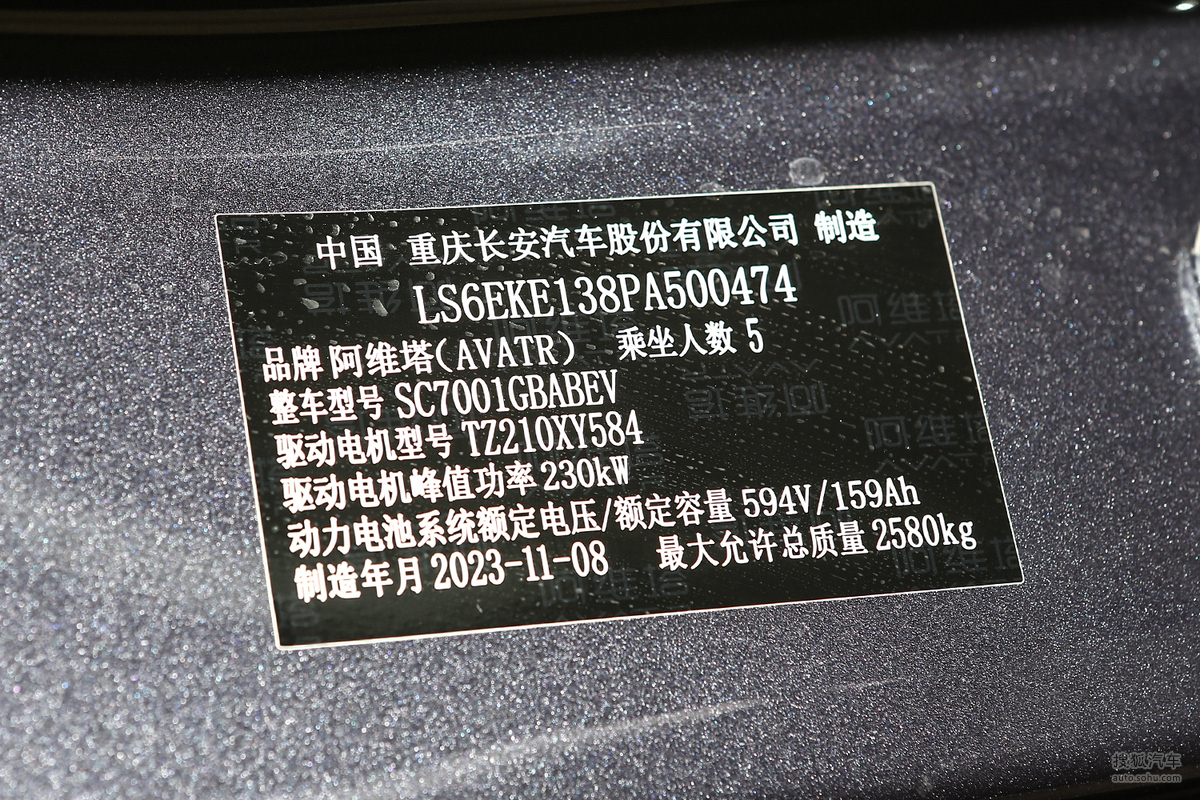 中国 重庆长安汽车股份有限公司 制造
LS6EKE138PA500474
品牌 阿维塔(AVATR) 乘坐人数 5
整车型号 SC7001GBABEV
驱动电机型号 TZ210XY584
驱动电机峰值功率 230kW
动力电池系统额定电压/额定容量 594V/159Ah
制造年月 2023-11-08 最大允许总质量 2580kg
搜狐汽车
auto.sohu.com